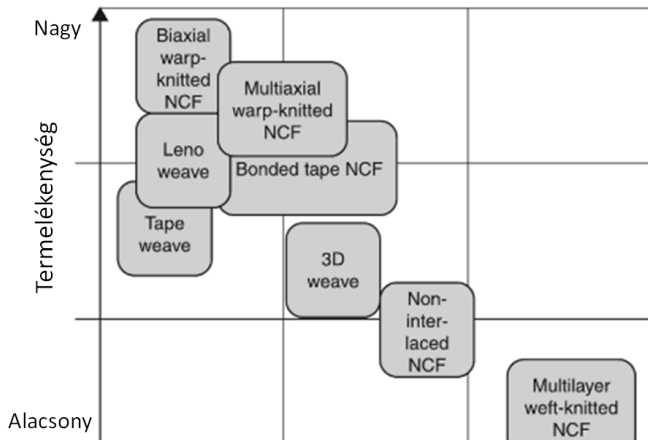 Nagy
Termelékenység
Alacsony
Biaxial
warp-
knitted
NCF
Multiaxial
warp-knitted
NCF
Leno
weave
Bonded tape NCF
Tape
weave
3D
weave
Non-
inter-
laced
NCF
Multilayer
weft-knitted
NCF